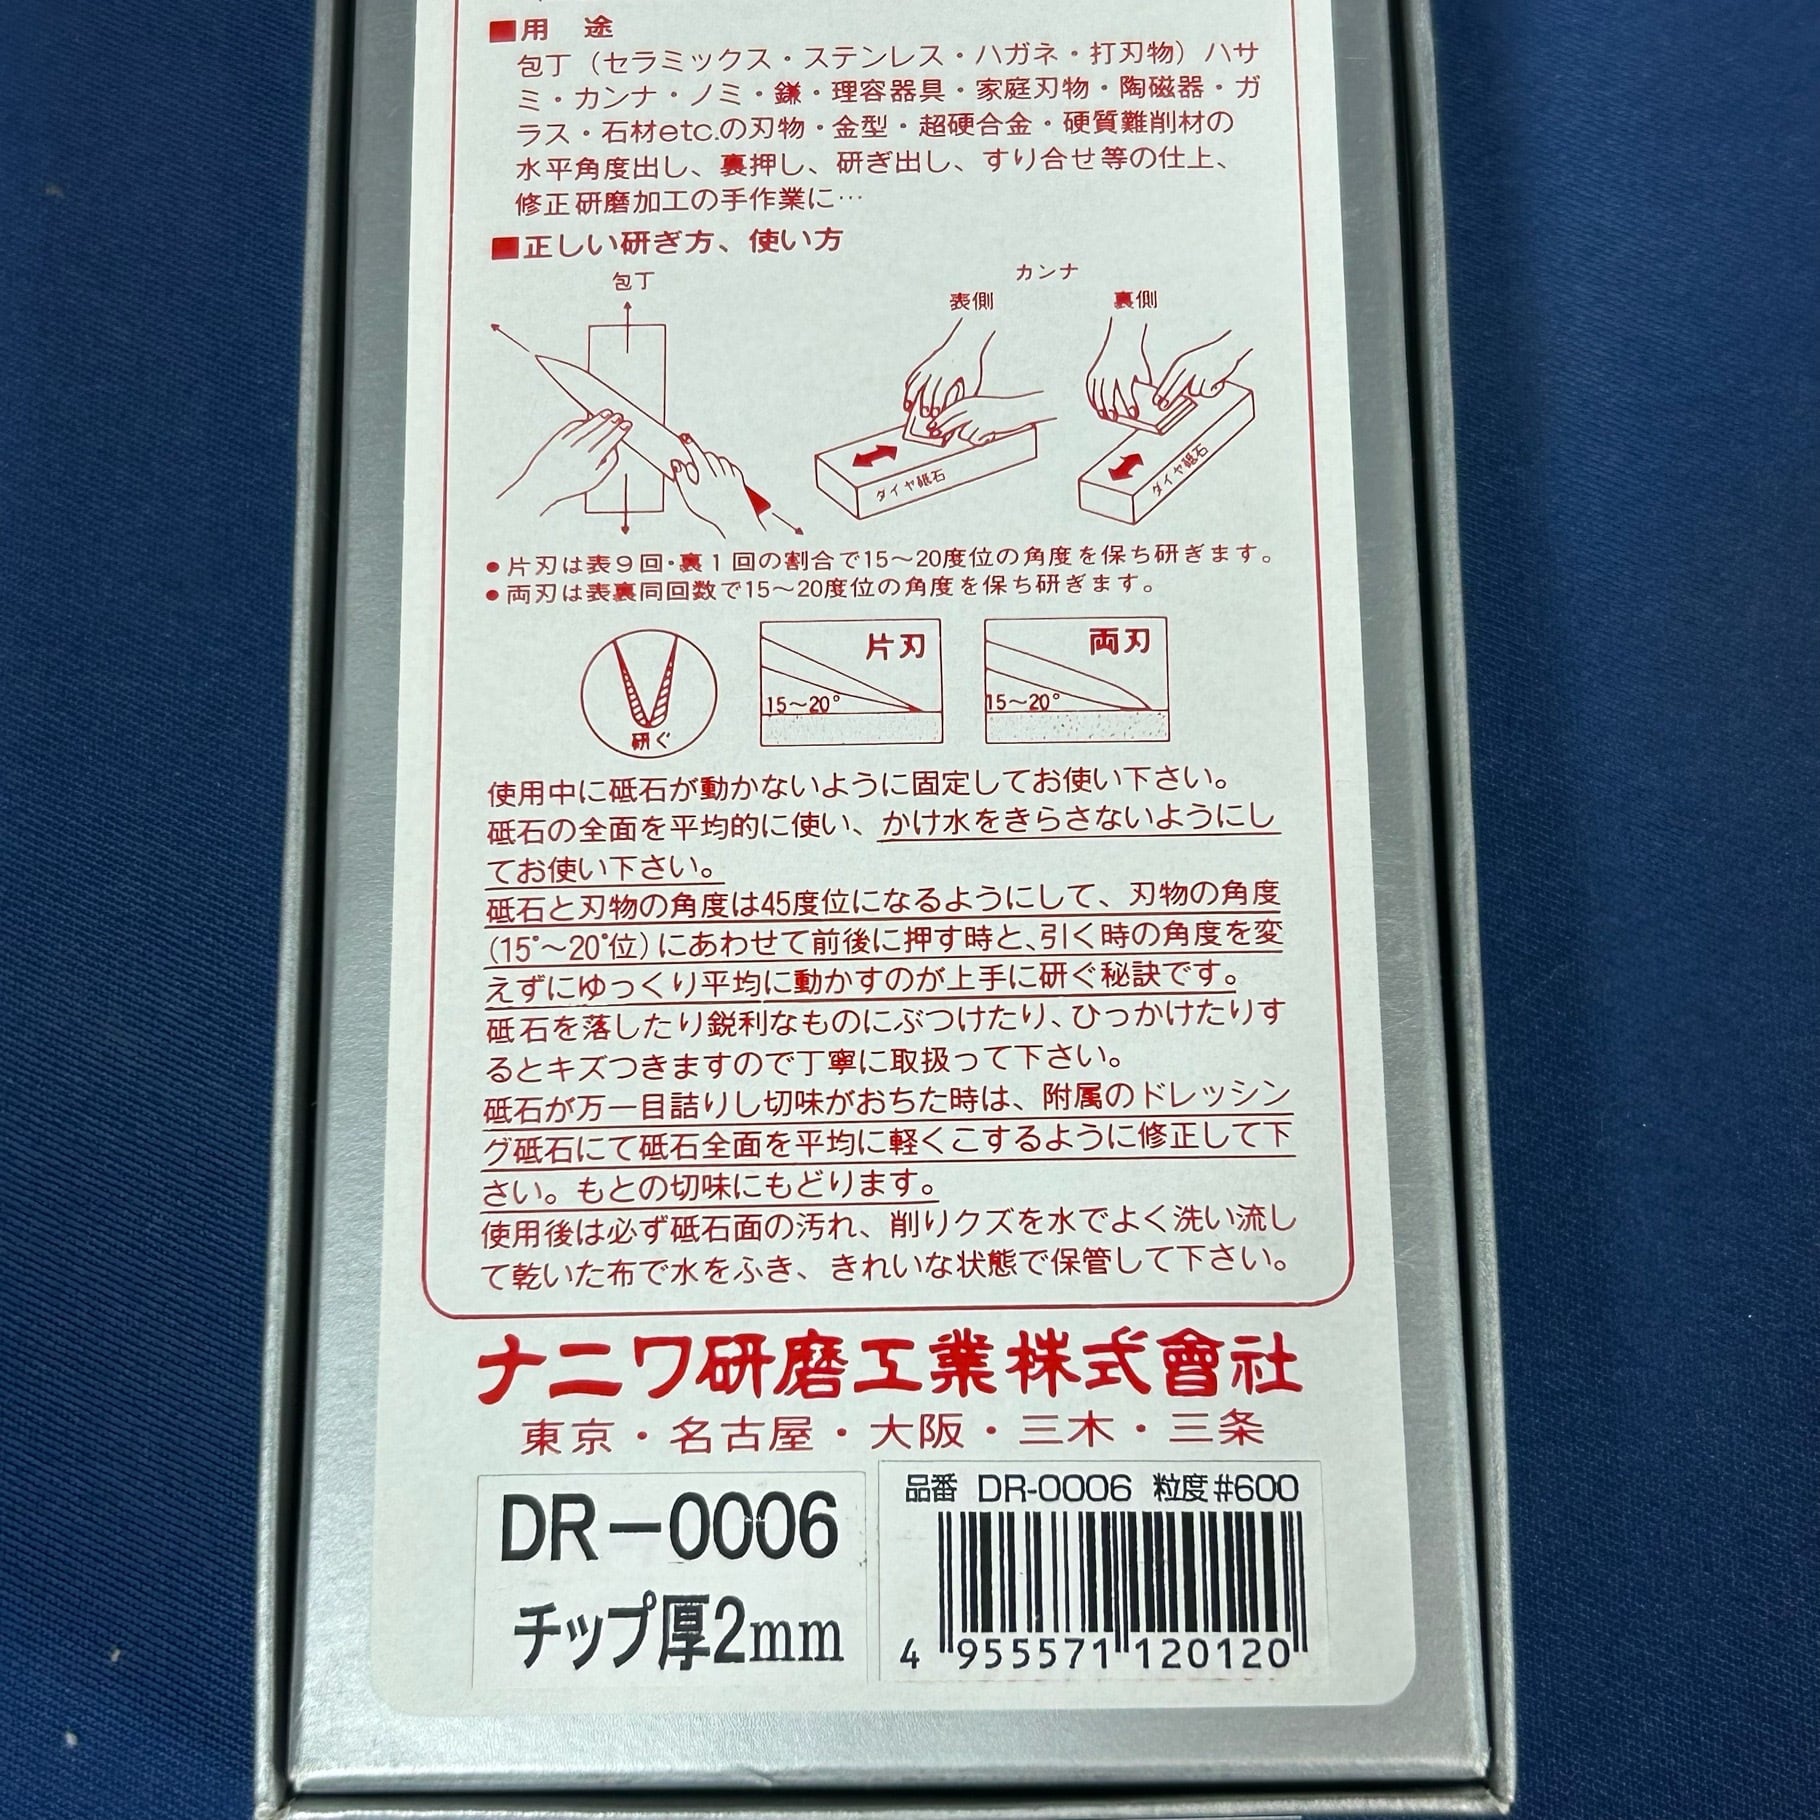 ■用 途
包丁（セラミックス・ステンレス・ハガネ・打刃物）ハサ
ミ・カンナ・ノミ・鎌・理容器具・家庭刃物・陶磁器・ガ
ラス・石材etc.の刃物・金型・超硬合金・硬質難削材の
水平角度出し、裏押し、研ぎ出し、すり合せ等の仕上、
修正研磨加工の手作業に…
■正しい研ぎ方、使い方
包丁
カンナ
表側
裏側
ダイヤ砥石
ダイヤ砥石
●片刃は表9回・裏1回の割合で15～20度位の角度を保ち研ぎます。
●両刃は表裏同回数で15～20度位の角度を保ち研ぎます。
研ぐ
片刃
15～20°
両刃
15～20°
使用中に砥石が動かないように固定してお使い下さい。
砥石の全面を平均的に使い、かけ水をきらさないようにし
てお使い下さい。
砥石と刃物の角度は45度位になるようにして、刃物の角度
(15°～20°位)にあわせて前後に押す時と、引く時の角度を変
えずにゆっくり平均に動かすのが上手に研ぐ秘訣です。
砥石を落したり鋭利なものにぶつけたり、ひっかけたりす
るとキズつきますので丁寧に取扱って下さい。
砥石が万一目詰りし切味がおちた時は、附属のドレッシン
グ砥石にて砥石全面を平均に軽くこするように修正して下
さい。もとの切味にもどります。
使用後は必ず砥石面の汚れ、削りクズを水でよく洗い流し
て乾いた布で水をふき、きれいな状態で保管して下さい。
ナニワ研磨工業株式會社
東京・名古屋・大阪・三木・三条
DR-0006
チップ厚2mm
品番 DR-0006 粒度#600
4 955571 120120